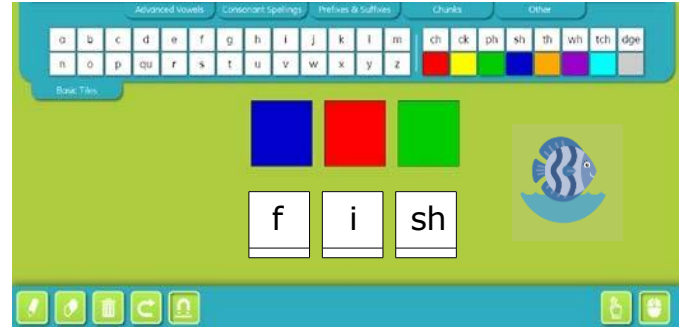 Advanced Vowels Consonant Spellings Prefixes & Suffixes Chunks Other
a b c d e f g h i j k l m ch ck ph sh th wh tch dge
n o p qu r s t u v w x y z
Basic Tiles
f i sh